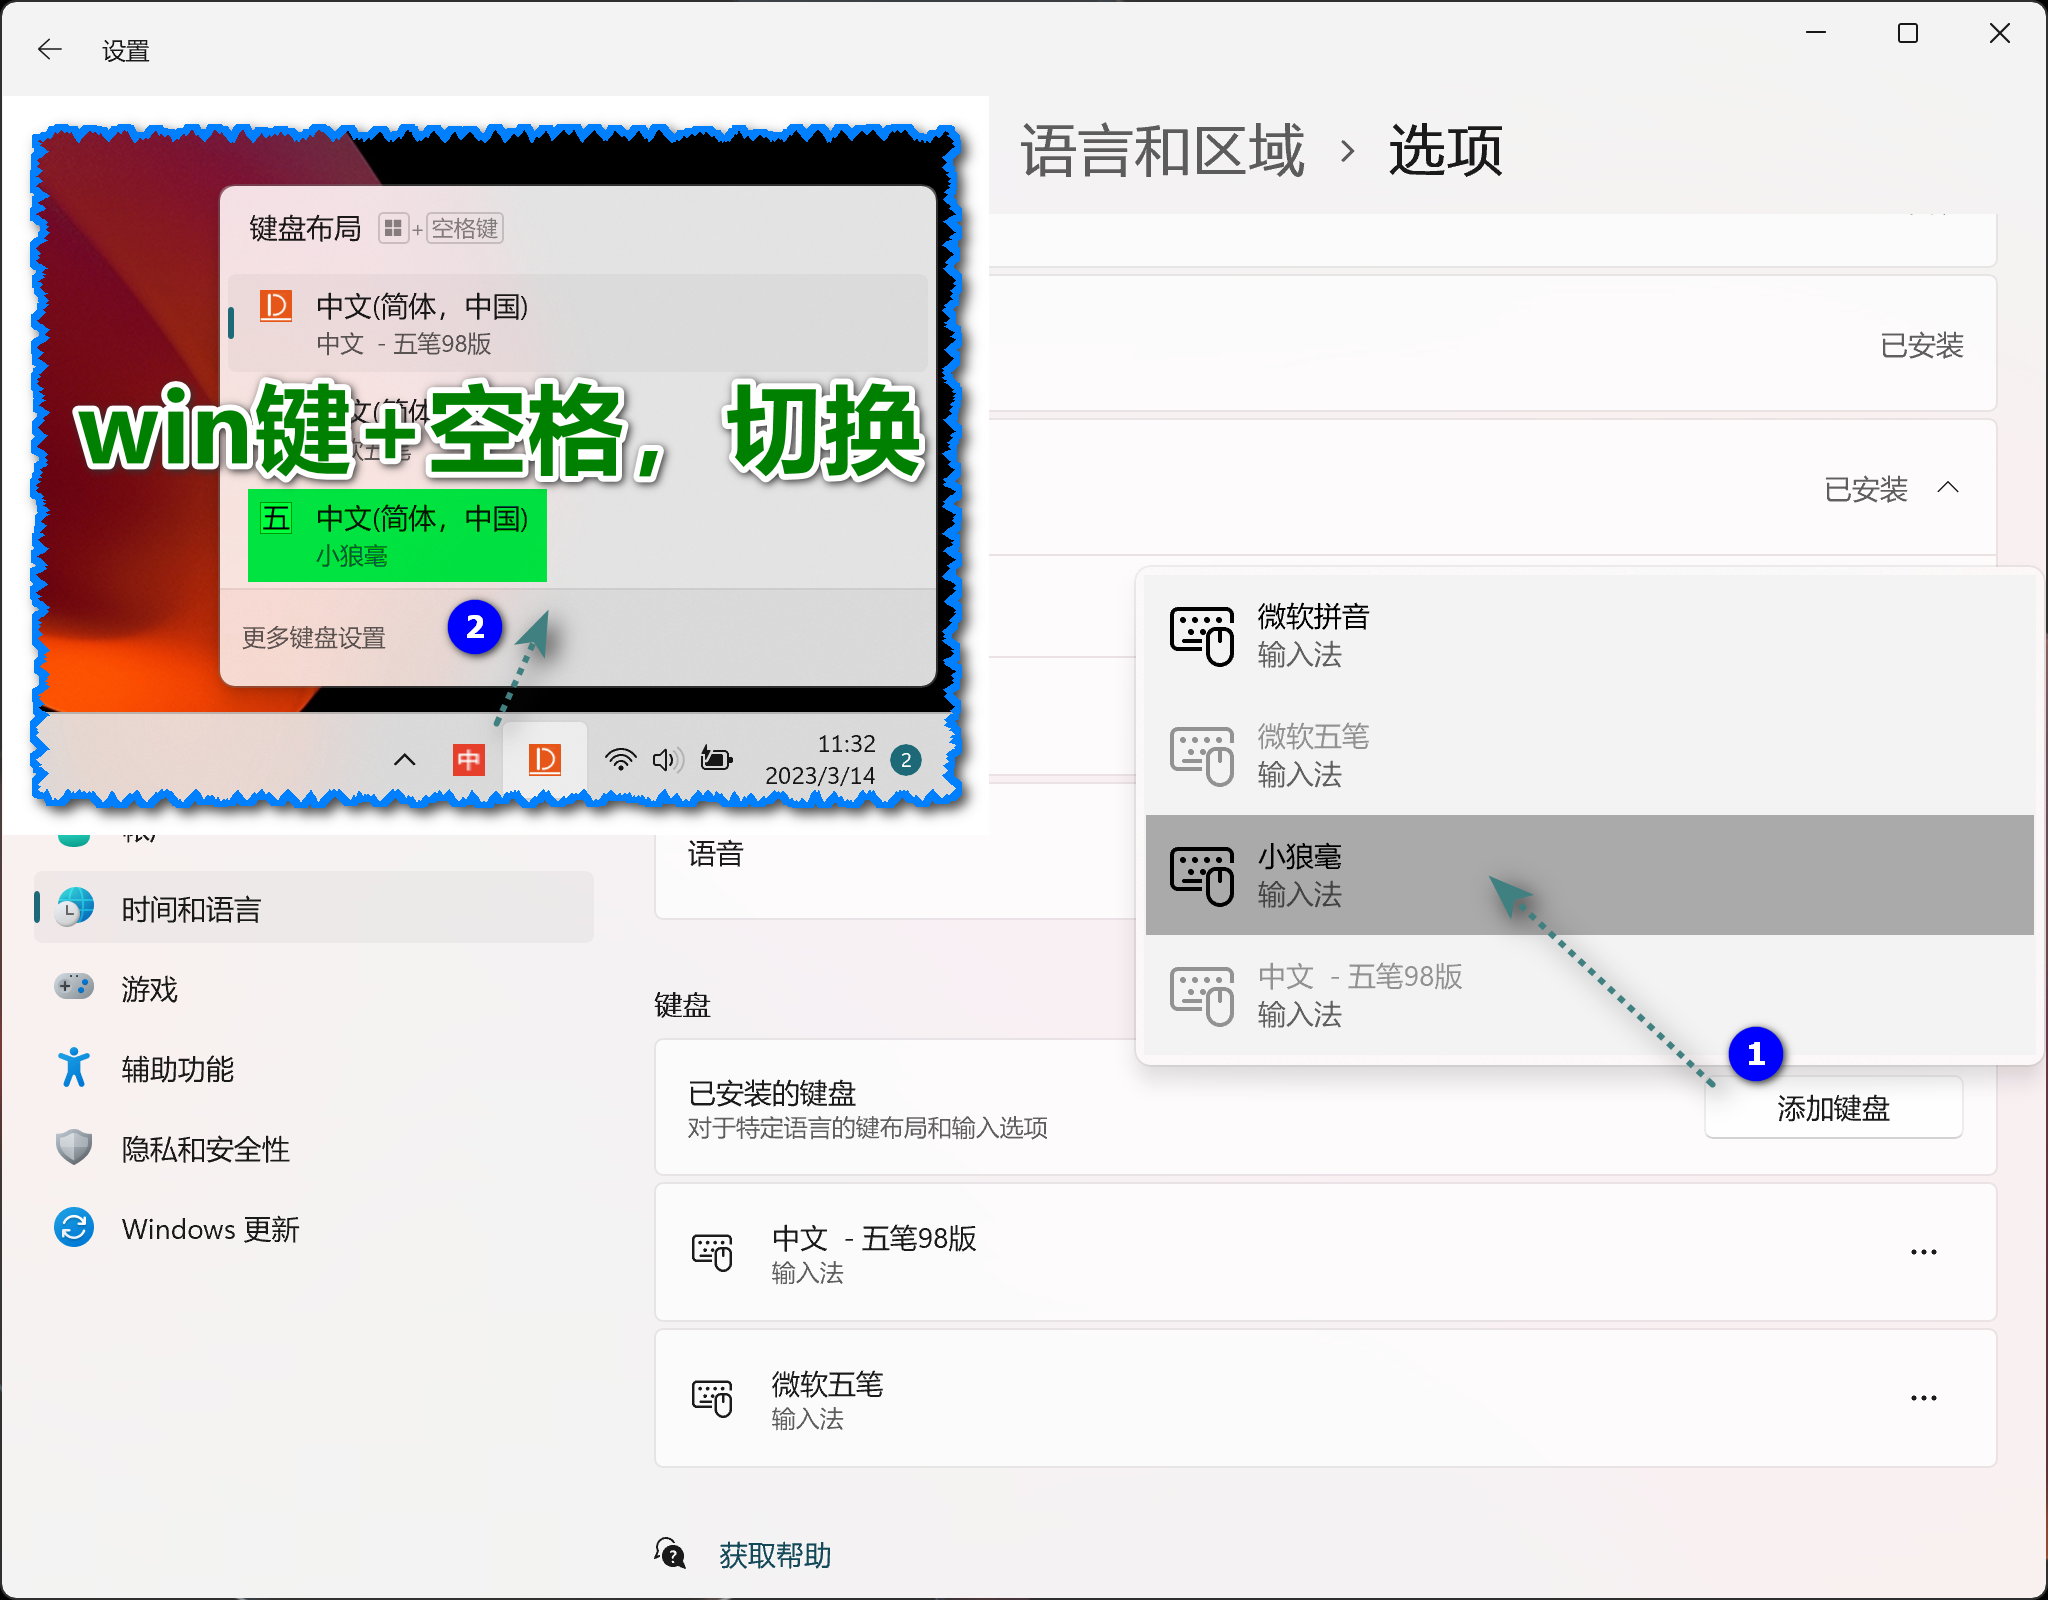 设置
语言和区域 › 选项
键盘布局 +空格键
中文(简体，中国)
中文 - 五笔98版
win键+空格，切换
五 中文(简体，中国)
小狼毫
更多键盘设置
2
中
11:32
2023/3/14
2
已安装
已安装
微软拼音
输入法
微软五笔
输入法
小狼毫
输入法
中文 - 五笔98版
输入法
1
时间和语言
游戏
辅助功能
隐私和安全性
Windows 更新
语音
键盘
已安装的键盘
对于特定语言的键布局和输入选项
添加键盘
中文 - 五笔98版
输入法
微软五笔
输入法
获取帮助